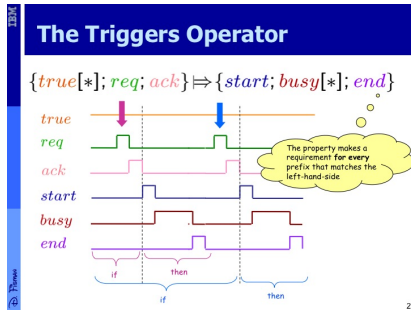 IBM
The Triggers Operator
{true[*]; req; ack} ⤇ {start; busy[*]; end}
true
req
ack
start
busy
end
The property makes a
requirement for every
prefix that matches the
left-hand-side
if
then
if
then
D. Fisman
2